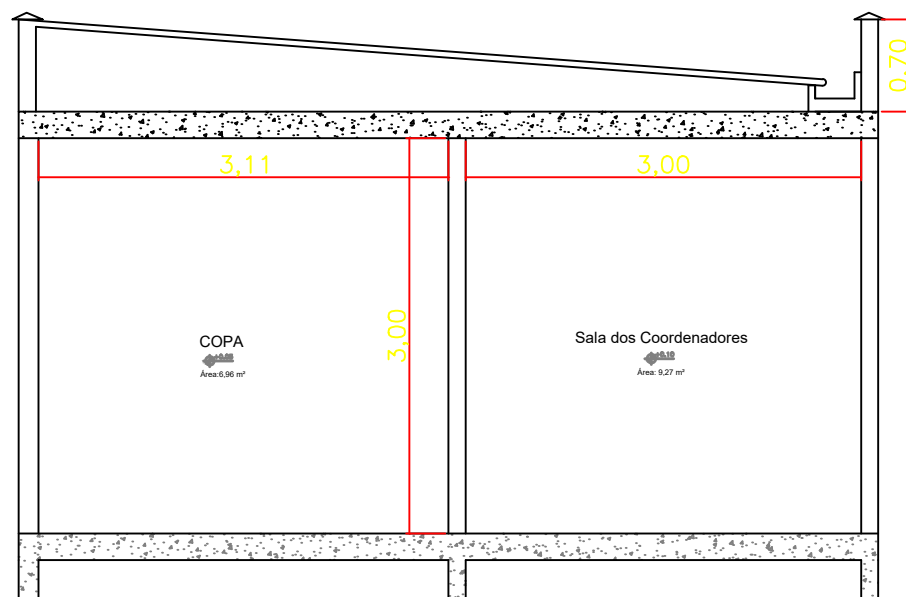 0,70
3,11
3,00
3,00
COPA
Área:6,96 m²
Sala dos Coordenadores
Área: 9,27 m²